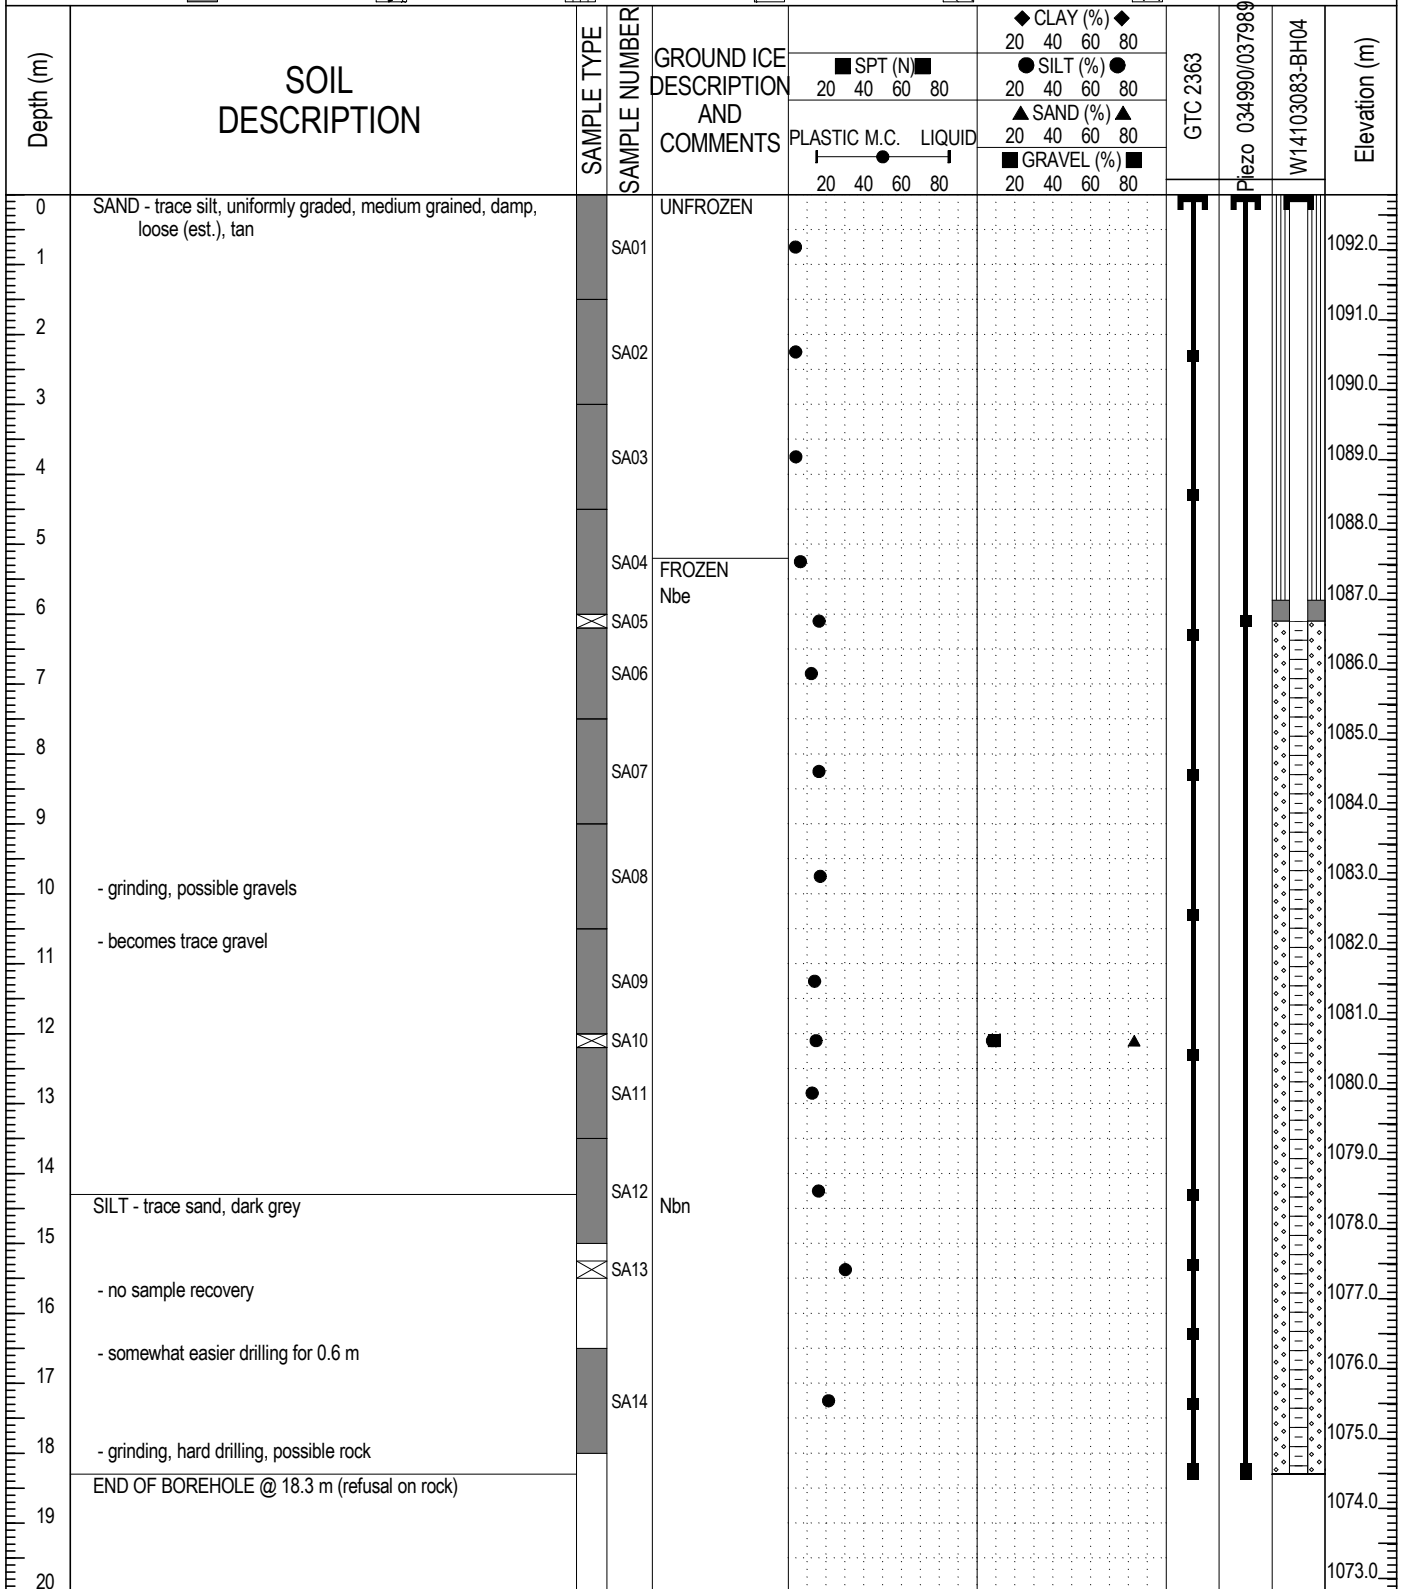 Depth (m)
SOIL
DESCRIPTION
SAMPLE TYPE
SAMPLE NUMBER
GROUND ICE
DESCRIPTION
AND
COMMENTS
■ SPT (N) ■
20 40 60 80
PLASTIC M.C. LIQUID
20 40 60 80
◆ CLAY (%) ◆
20 40 60 80
● SILT (%) ●
20 40 60 80
▲ SAND (%) ▲
20 40 60 80
■ GRAVEL (%) ■
20 40 60 80
GTC 2363
Piezo 034990/037989
W14103083-BH04
Elevation (m)
0
SAND - trace silt, uniformly graded, medium grained, damp,
loose (est.), tan
UNFROZEN
SA01
1092.0
1
1091.0
2
SA02
1090.0
3
1089.0
SA03
4
1088.0
5
SA04
FROZEN
Nbe
1087.0
6
SA05
1086.0
SA06
7
1085.0
8
SA07
1084.0
9
1083.0
SA08
- grinding, possible gravels
10
- becomes trace gravel
1082.0
11
SA09
1081.0
12
SA10
1080.0
SA11
13
1079.0
14
SA12
SILT - trace sand, dark grey
Nbn
1078.0
15
SA13
- no sample recovery
1077.0
16
- somewhat easier drilling for 0.6 m
1076.0
17
SA14
1075.0
18
- grinding, hard drilling, possible rock
END OF BOREHOLE @ 18.3 m (refusal on rock)
1074.0
19
1073.0
20